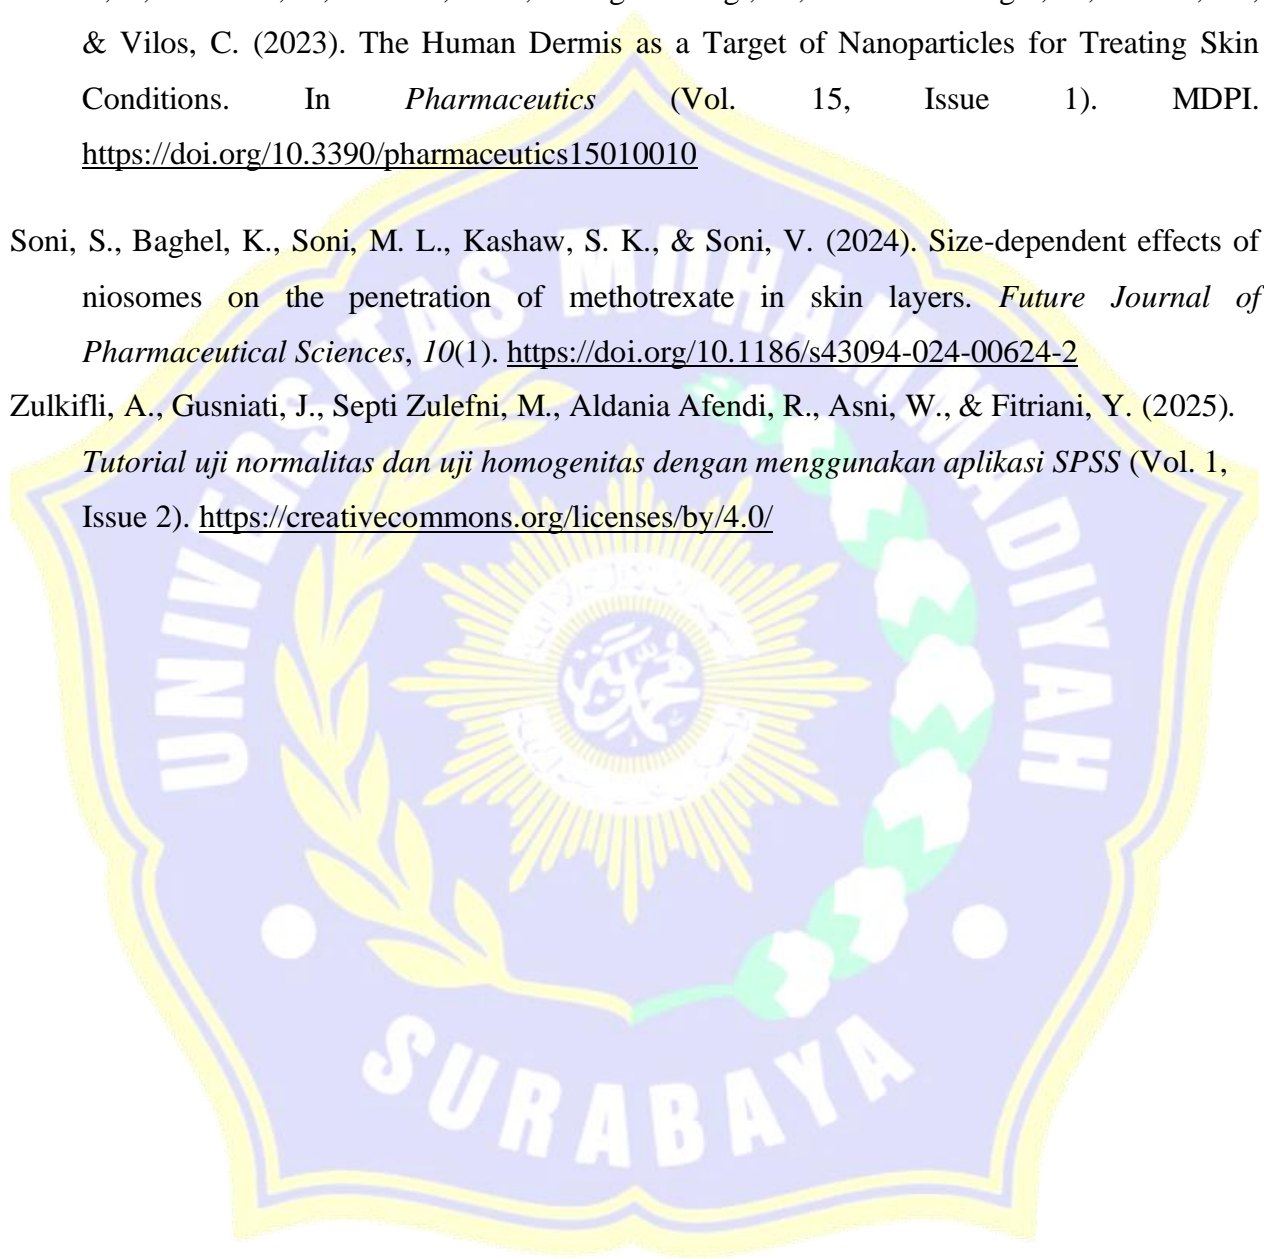 & Vilos, C. (2023). The Human Dermis as a Target of Nanoparticles for Treating Skin
Conditions. In Pharmaceutics (Vol. 15, Issue 1). MDPI.
https://doi.org/10.3390/pharmaceutics15010010
Soni, S., Baghel, K., Soni, M. L., Kashaw, S. K., & Soni, V. (2024). Size-dependent effects of
niosomes on the penetration of methotrexate in skin layers. Future Journal of
Pharmaceutical Sciences, 10(1). https://doi.org/10.1186/s43094-024-00624-2
Zulkifli, A., Gusniati, J., Septi Zulefni, M., Aldania Afendi, R., Asni, W., & Fitriani, Y. (2025).
Tutorial uji normalitas dan uji homogenitas dengan menggunakan aplikasi SPSS (Vol. 1,
Issue 2). https://creativecommons.org/licenses/by/4.0/
UNIVERSITAS MUHAMMADIYAH
SURABAYA